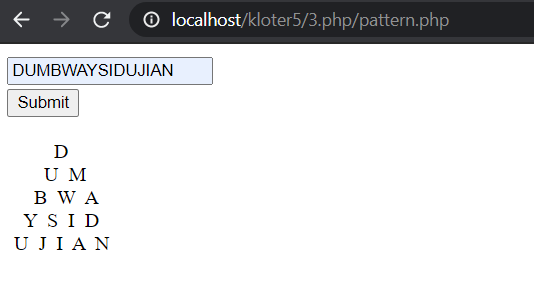 localhost/kloter5/3.php/pattern.php
DUMBWAYSIDUJIAN
Submit
D
U M
B W A
Y S I D
U J I A N